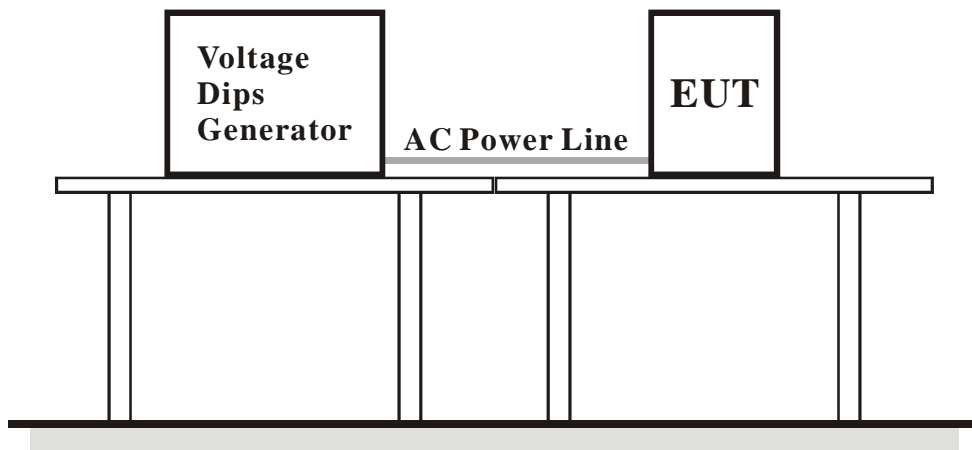 Voltage
Dips
Generator
EUT
AC Power Line